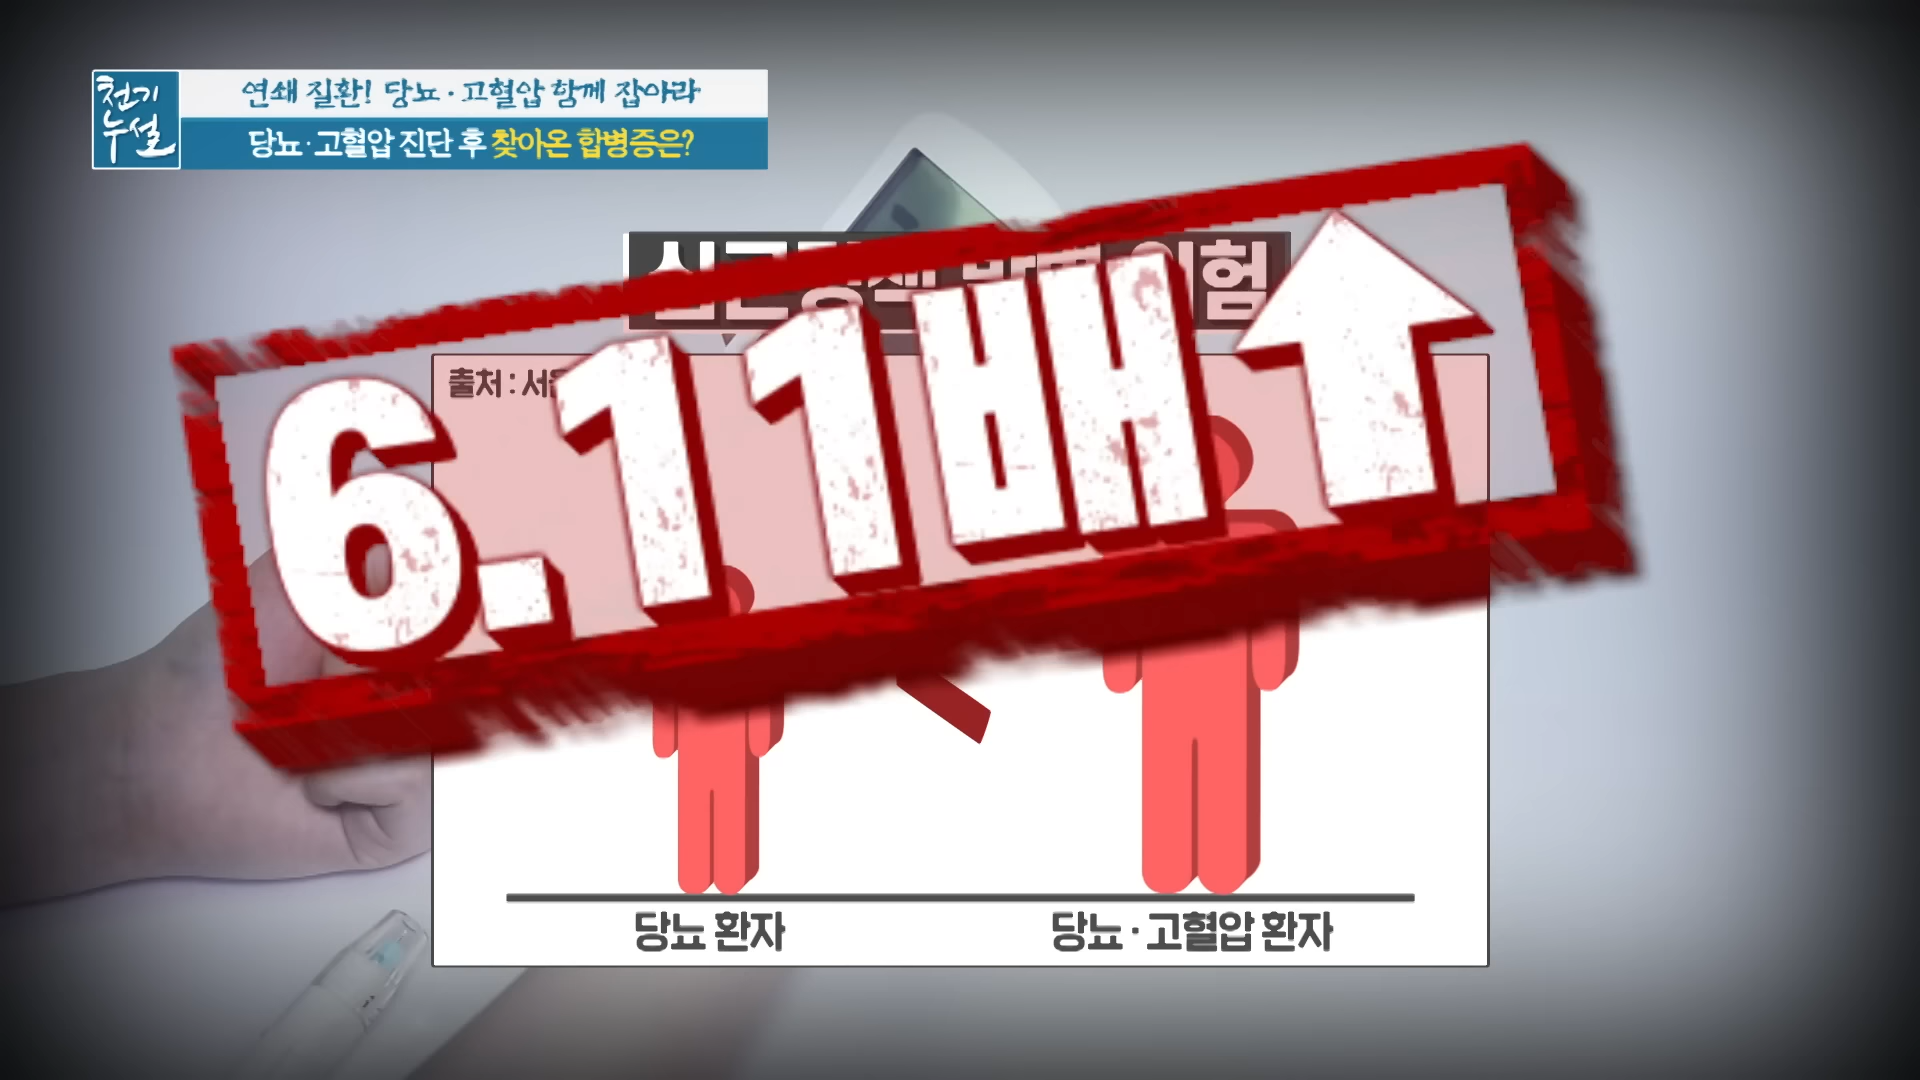 천기
누설
연쇄 질환! 당뇨·고혈압 함께 잡아라
당뇨·고혈압 진단 후 찾아온 합병증은?
위험
출처 :
6.11배↑
당뇨 환자
당뇨·고혈압 환자